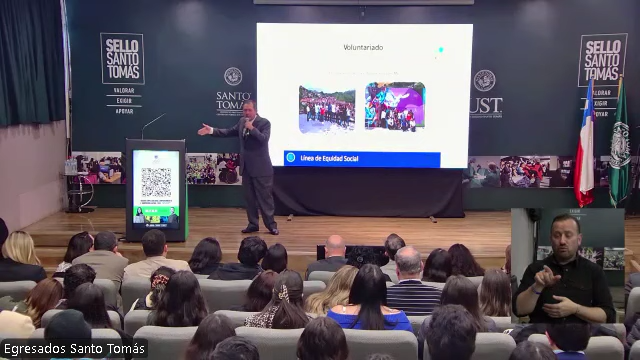 SELLO
SANTO
TOMÁS
VALORAR
EXIGIR
APOYAR
SANTO
TOMÁS
Voluntariado
Línea de Equidad Social
UST
SELLO
SANTO
TOMÁS
VALORAR
EXIGIR
APOYAR
Egresados Santo Tomás